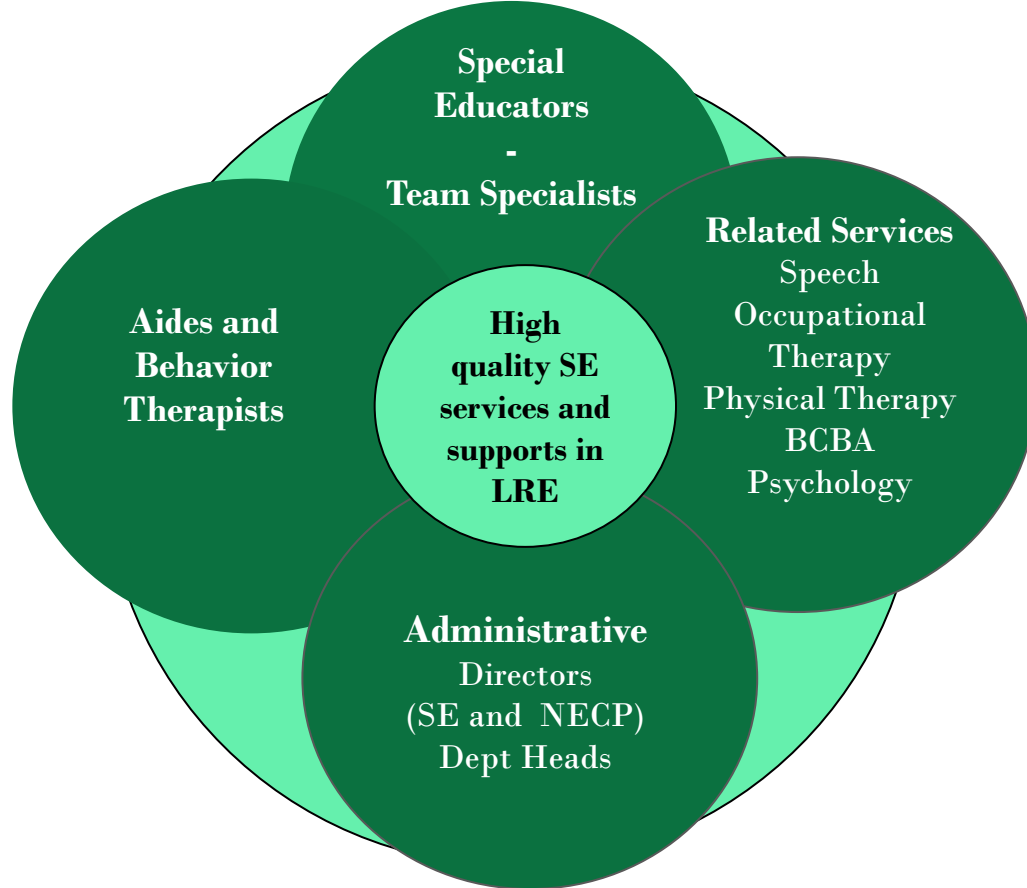 Special
Educators
-
Team Specialists
Related Services
Speech
Occupational
Therapy
Physical Therapy
BCBA
Psychology
Aides and
Behavior
Therapists
High
quality SE
services and
supports in
LRE
Administrative
Directors
(SE and NECP)
Dept Heads